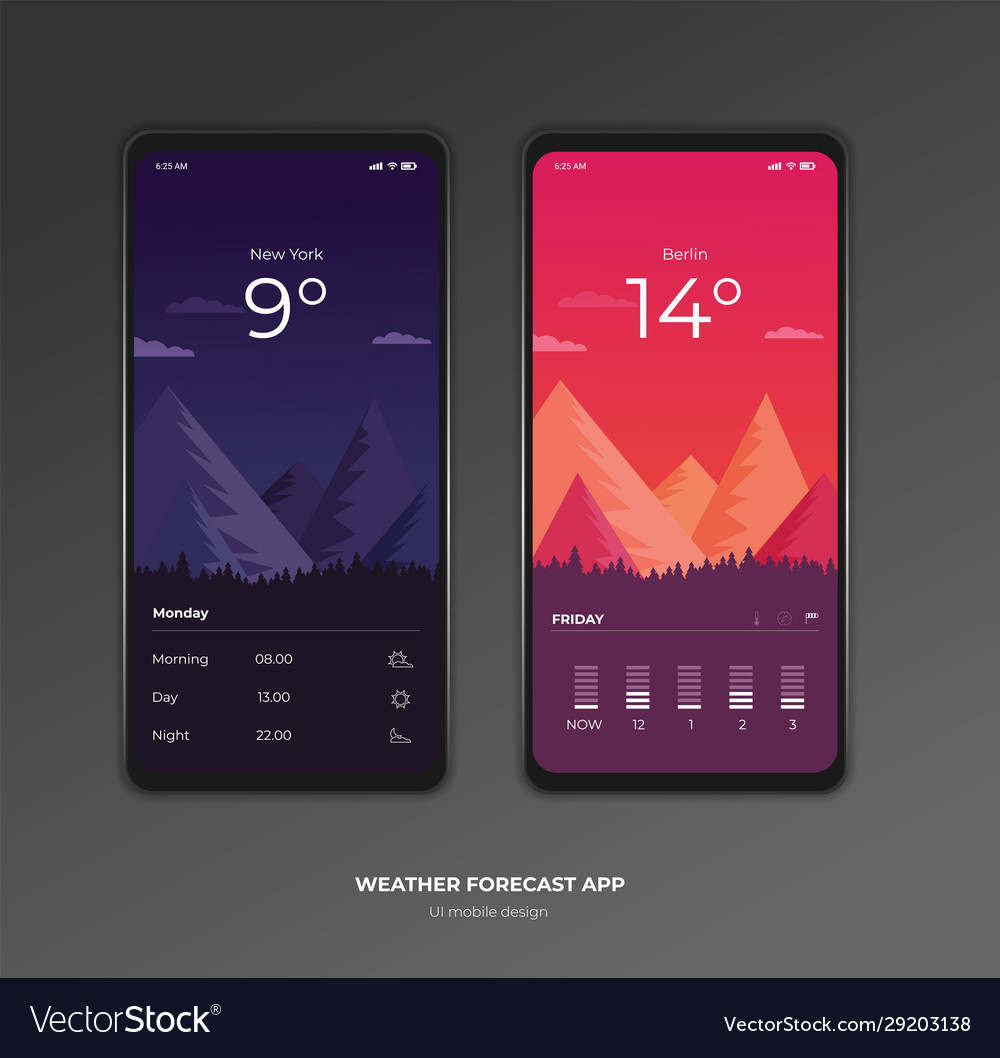 6:25 AM
New York
9°
Monday
Morning 08.00
Day 13.00
Night 22.00
6:25 AM
Berlin
14°
FRIDAY
NOW 12 1 2 3
WEATHER FORECAST APP
UI mobile design
VectorStock®
VectorStock.com/29203138